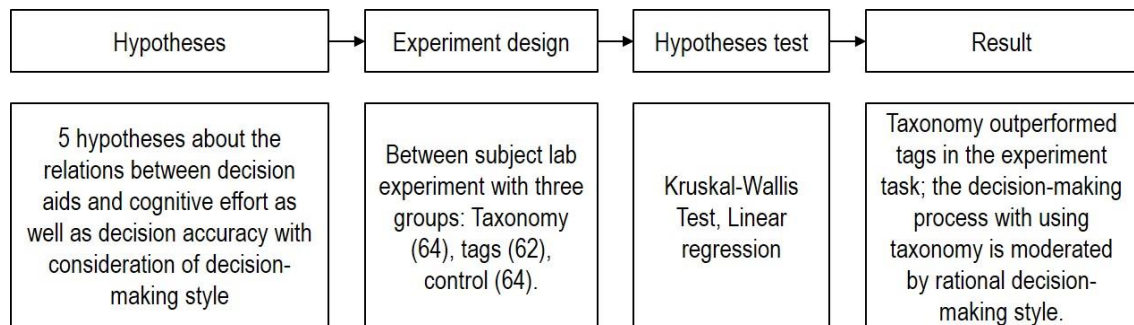 Hypotheses
Experiment design
Hypotheses test
Result
5 hypotheses about the
relations between decision
aids and cognitive effort as
well as decision accuracy with
consideration of decision-
making style
Between subject lab
experiment with three
groups: Taxonomy
(64), tags (62),
control (64).
Kruskal-Wallis
Test, Linear
regression
Taxonomy outperformed
tags in the experiment
task; the decision-making
process with using
taxonomy is moderated
by rational decision-
making style.